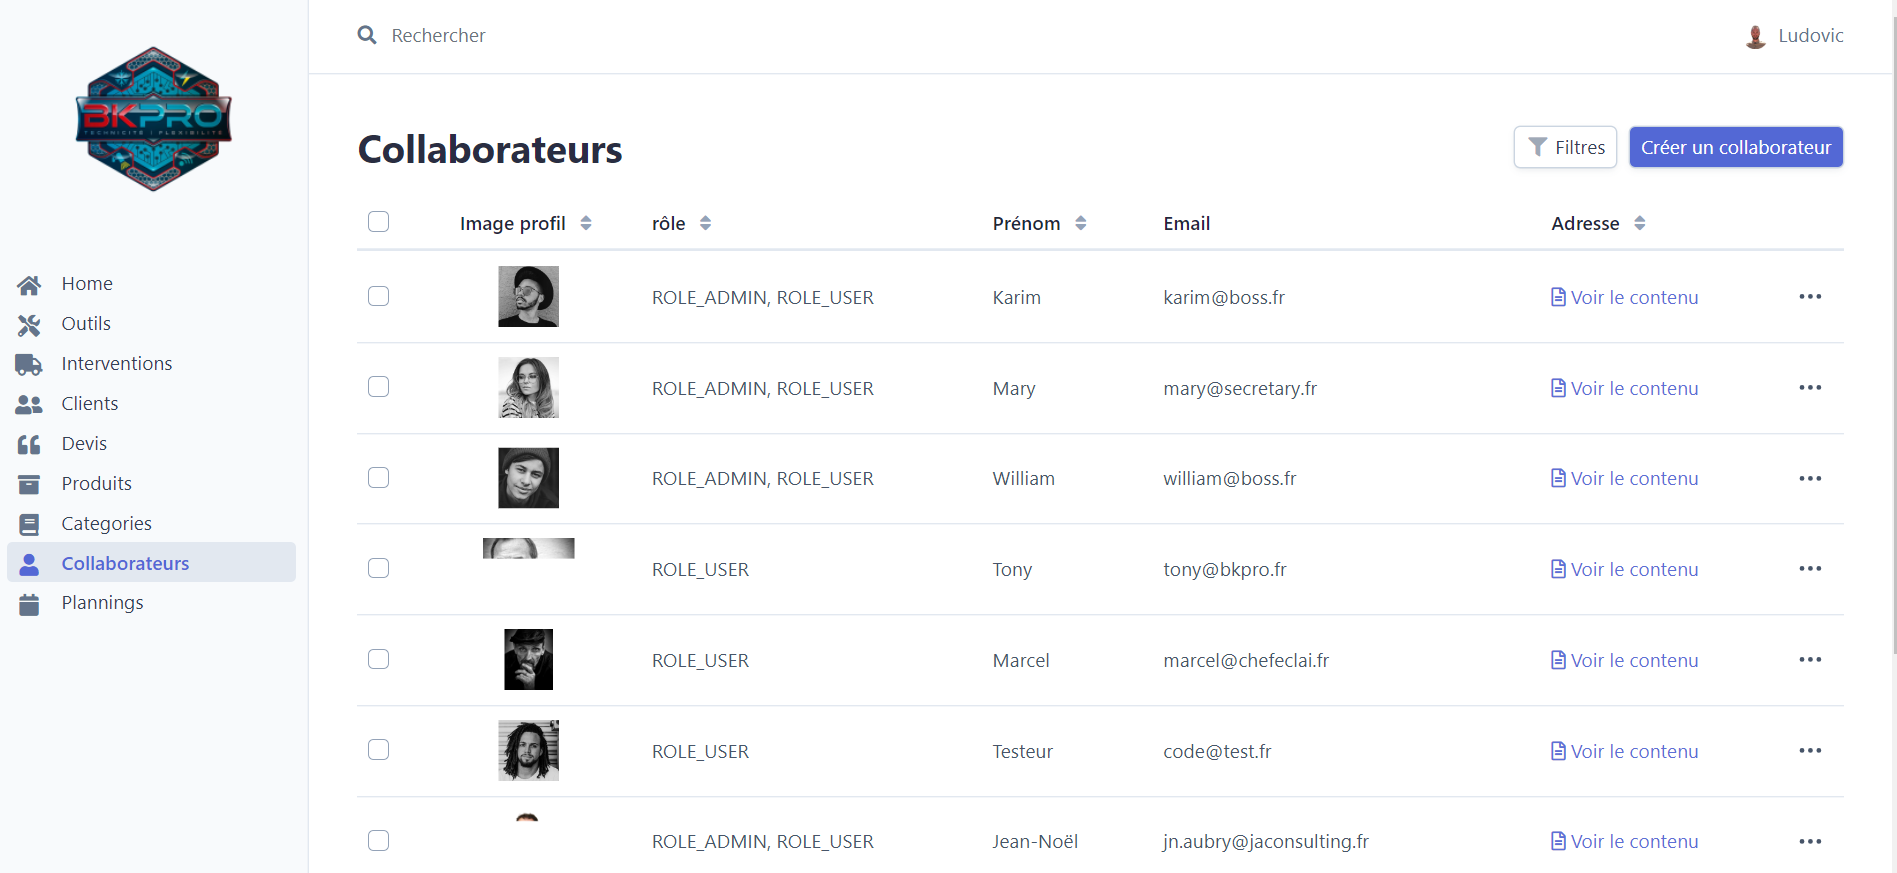 BKPRO
TECHNICITÉ | FLEXIBILITÉ
Home
Outils
Interventions
Clients
Devis
Produits
Categories
Collaborateurs
Plannings
Rechercher
Ludovic
Collaborateurs
Filtres
Créer un collaborateur
Image profil rôle Prénom Email Adresse
ROLE_ADMIN, ROLE_USER Karim karim@boss.fr Voir le contenu
ROLE_ADMIN, ROLE_USER Mary mary@secretary.fr Voir le contenu
ROLE_ADMIN, ROLE_USER William william@boss.fr Voir le contenu
ROLE_USER Tony tony@bkpro.fr Voir le contenu
ROLE_USER Marcel marcel@chefeclai.fr Voir le contenu
ROLE_USER Testeur code@test.fr Voir le contenu
ROLE_ADMIN, ROLE_USER Jean-Noël jn.aubry@jaconsulting.fr Voir le contenu